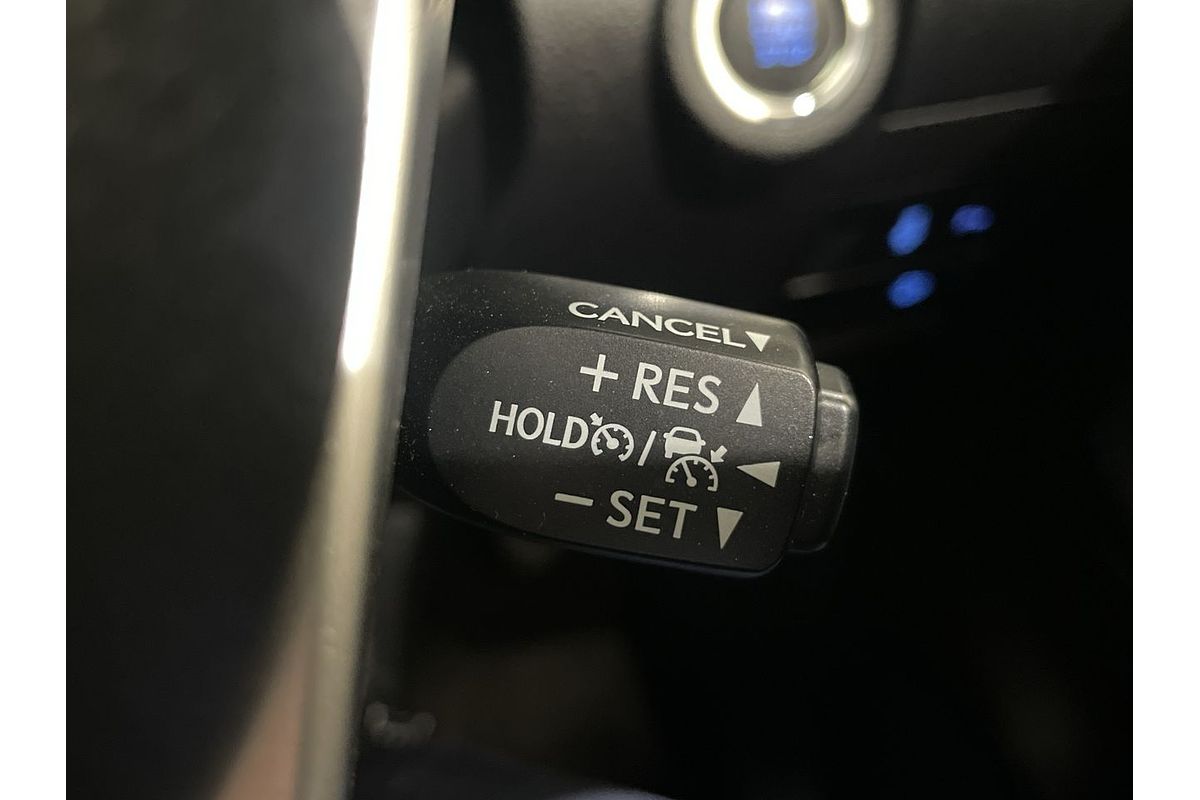 CANCEL▼
+ RES ▲
HOLD / ◀
− SET ▼